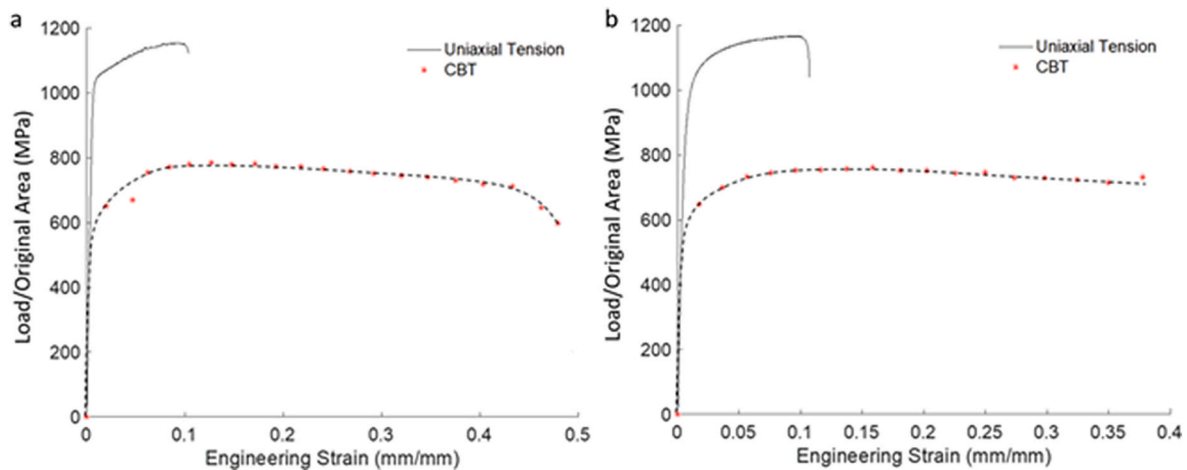 a
1200
1000
800
600
400
200
0
Load/Original Area (MPa)
Uniaxial Tension
CBT
0
0.1
0.2
0.3
0.4
0.5
Engineering Strain (mm/mm)
b
1200
1000
800
600
400
200
0
Load/Original Area (MPa)
Uniaxial Tension
CBT
0
0.05
0.1
0.15
0.2
0.25
0.3
0.35
0.4
Engineering Strain (mm/mm)